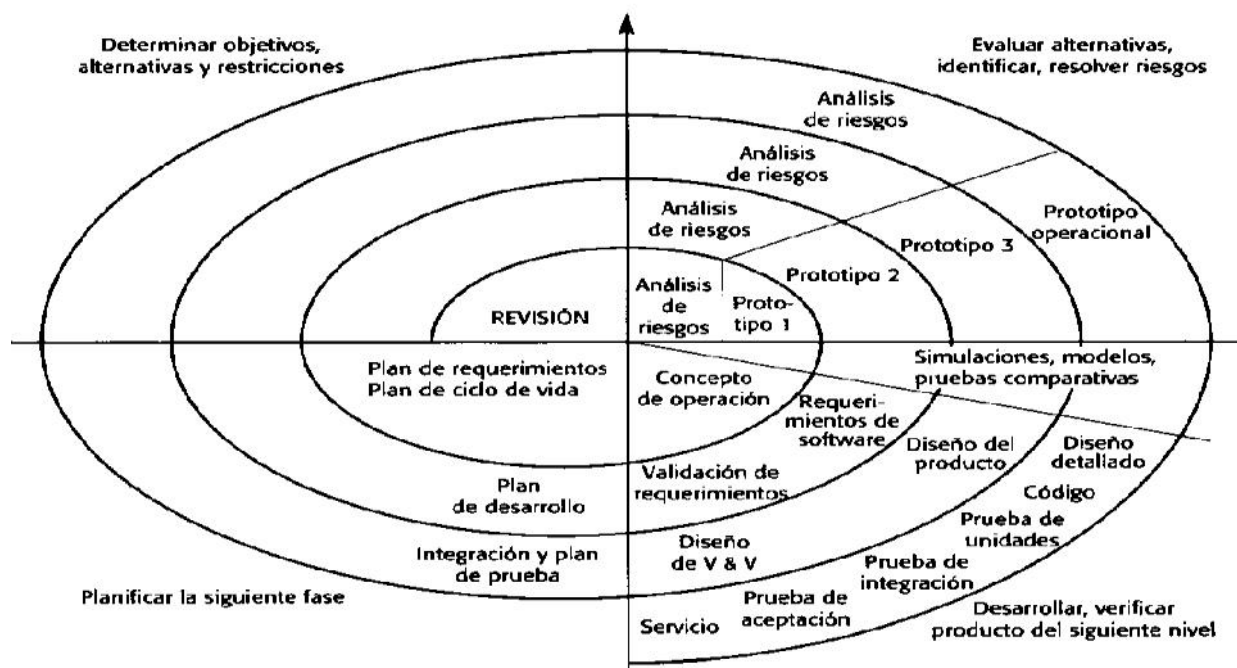 Determinar objetivos,
alternativas y restricciones
Evaluar alternativas,
identificar, resolver riesgos
Análisis
de riesgos
Análisis
de riesgos
Análisis
de riesgos
Análisis
de
riesgos
Proto-
tipo 1
Prototipo 2
Prototipo 3
Prototipo
operacional
REVISIÓN
Plan de requerimientos
Plan de ciclo de vida
Concepto
de operación
Simulaciones, modelos,
pruebas comparativas
Requeri-
mientos de
software
Diseño del
producto
Diseño
detallado
Validación de
requerimientos
Código
Plan
de desarrollo
Prueba de
unidades
Integración y plan
de prueba
Diseño
de V & V
Prueba de
integración
Prueba de
aceptación
Servicio
Planificar la siguiente fase
Desarrollar, verificar
producto del siguiente nivel